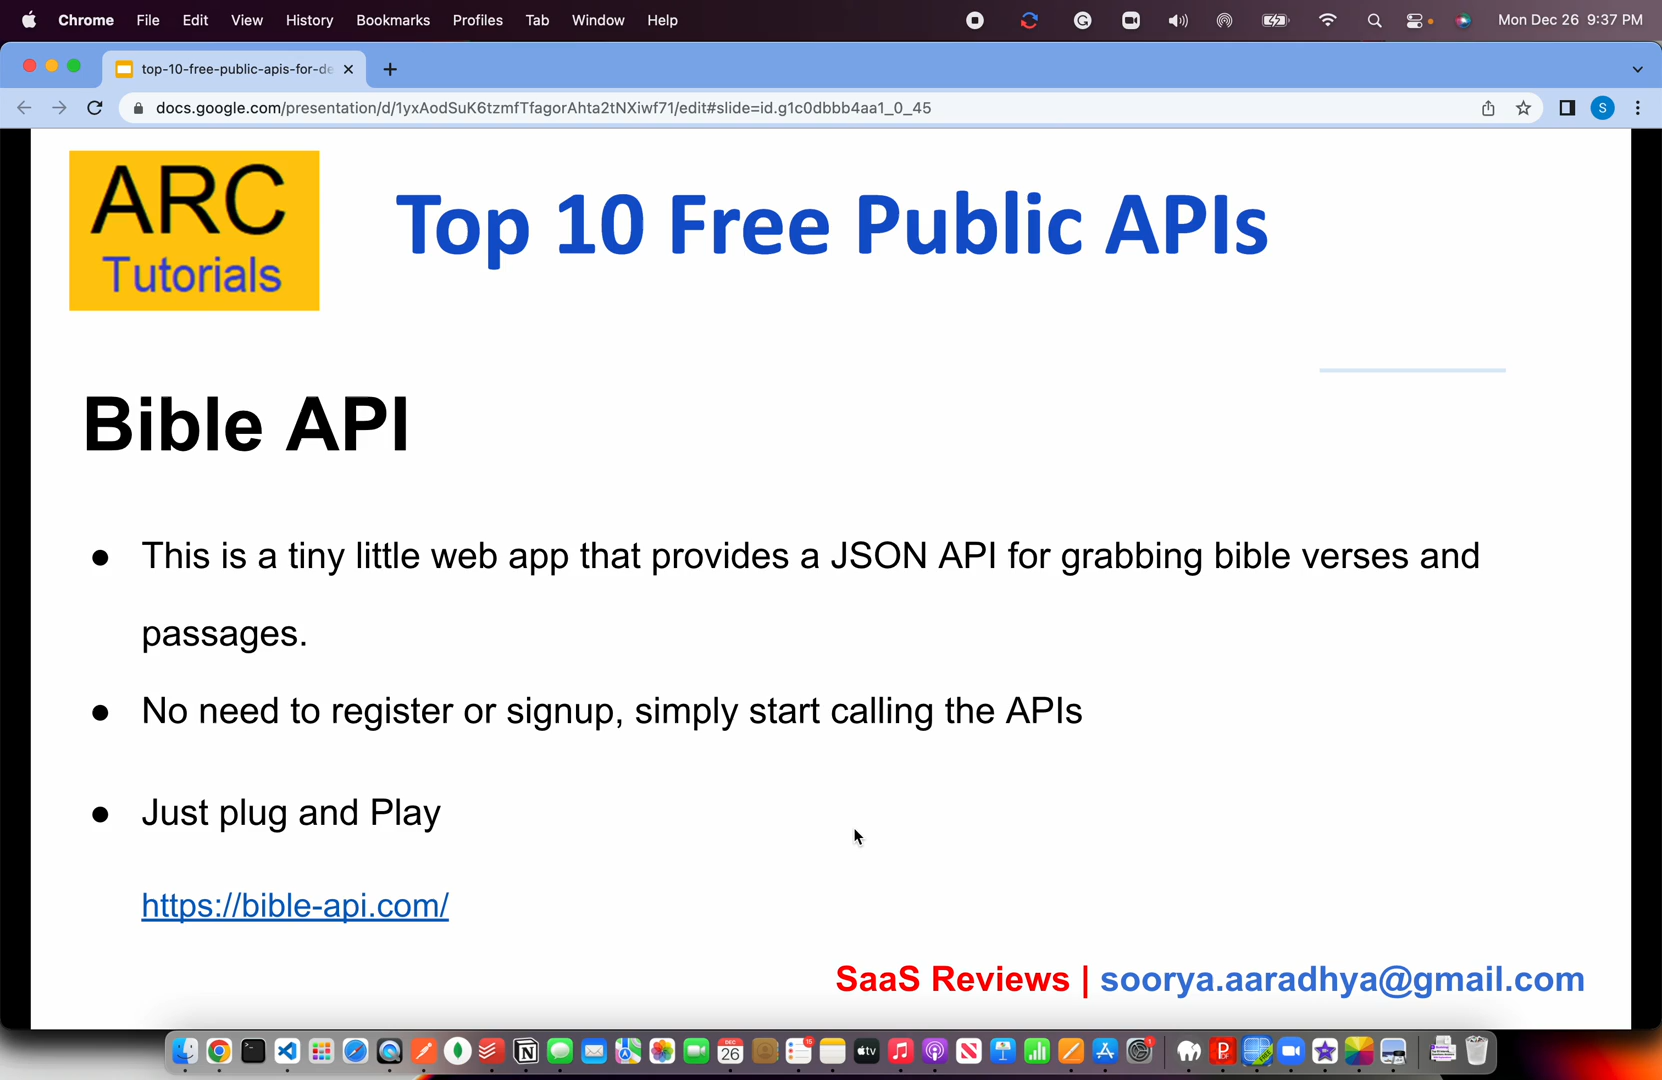 Chrome File Edit View History Bookmarks Profiles Tab Window Help Mon Dec 26 9:37 PM
top-10-free-public-apis-for-de
docs.google.com/presentation/d/1yxAodSuK6tzmfTfagorAhta2tNXiwf71/edit#slide=id.g1c0dbbb4aa1_0_45
S
ARC
Tutorials
Top 10 Free Public APIs
Bible API
● This is a tiny little web app that provides a JSON API for grabbing bible verses and
passages.
● No need to register or signup, simply start calling the APIs
● Just plug and Play
https://bible-api.com/
SaaS Reviews | soorya.aaradhya@gmail.com
DEC
26
tv